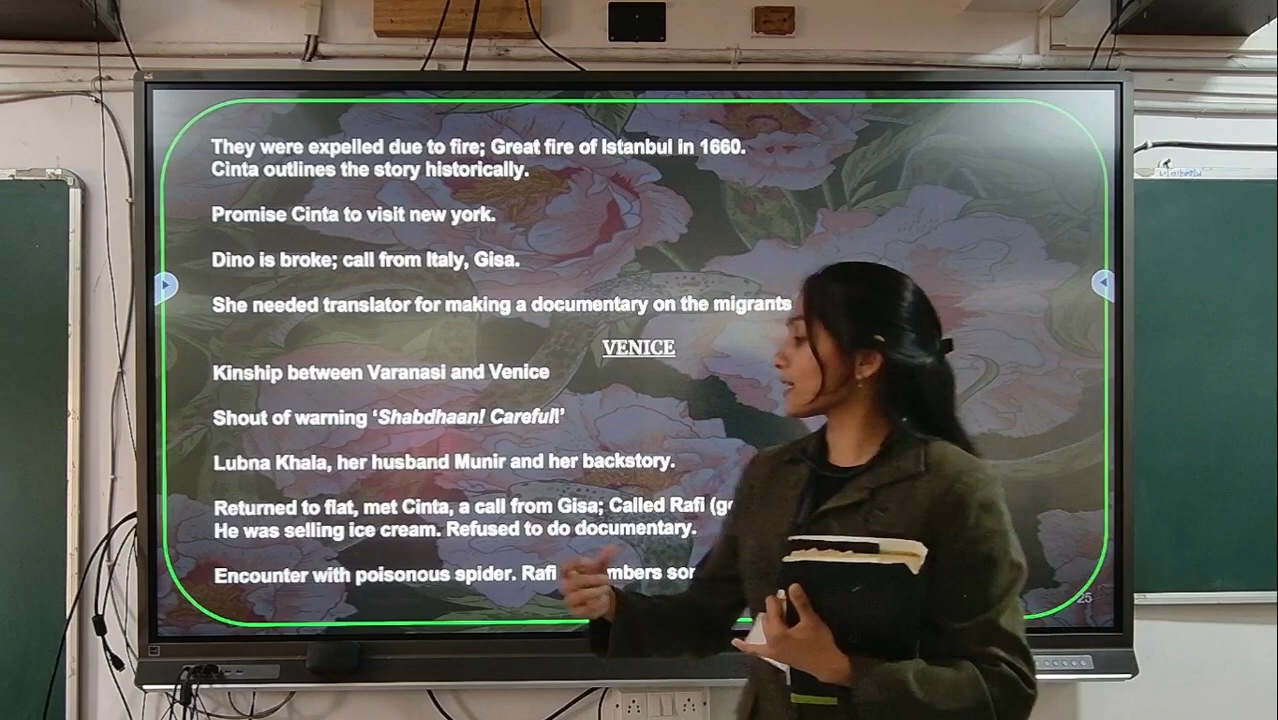 They were expelled due to fire; Great fire of Istanbul in 1660.
Cinta outlines the story historically.
Promise Cinta to visit new york.
Dino is broke; call from Italy, Gisa.
She needed translator for making a documentary on the migrants
VENICE
Kinship between Varanasi and Venice
Shout of warning ‘Shabdhaan! Careful!’
Lubna Khala, her husband Munir and her backstory.
Returned to flat, met Cinta, a call from Gisa; Called Rafi
He was selling ice cream. Refused to do documentary.
Encounter with poisonous spider. Rafi
25